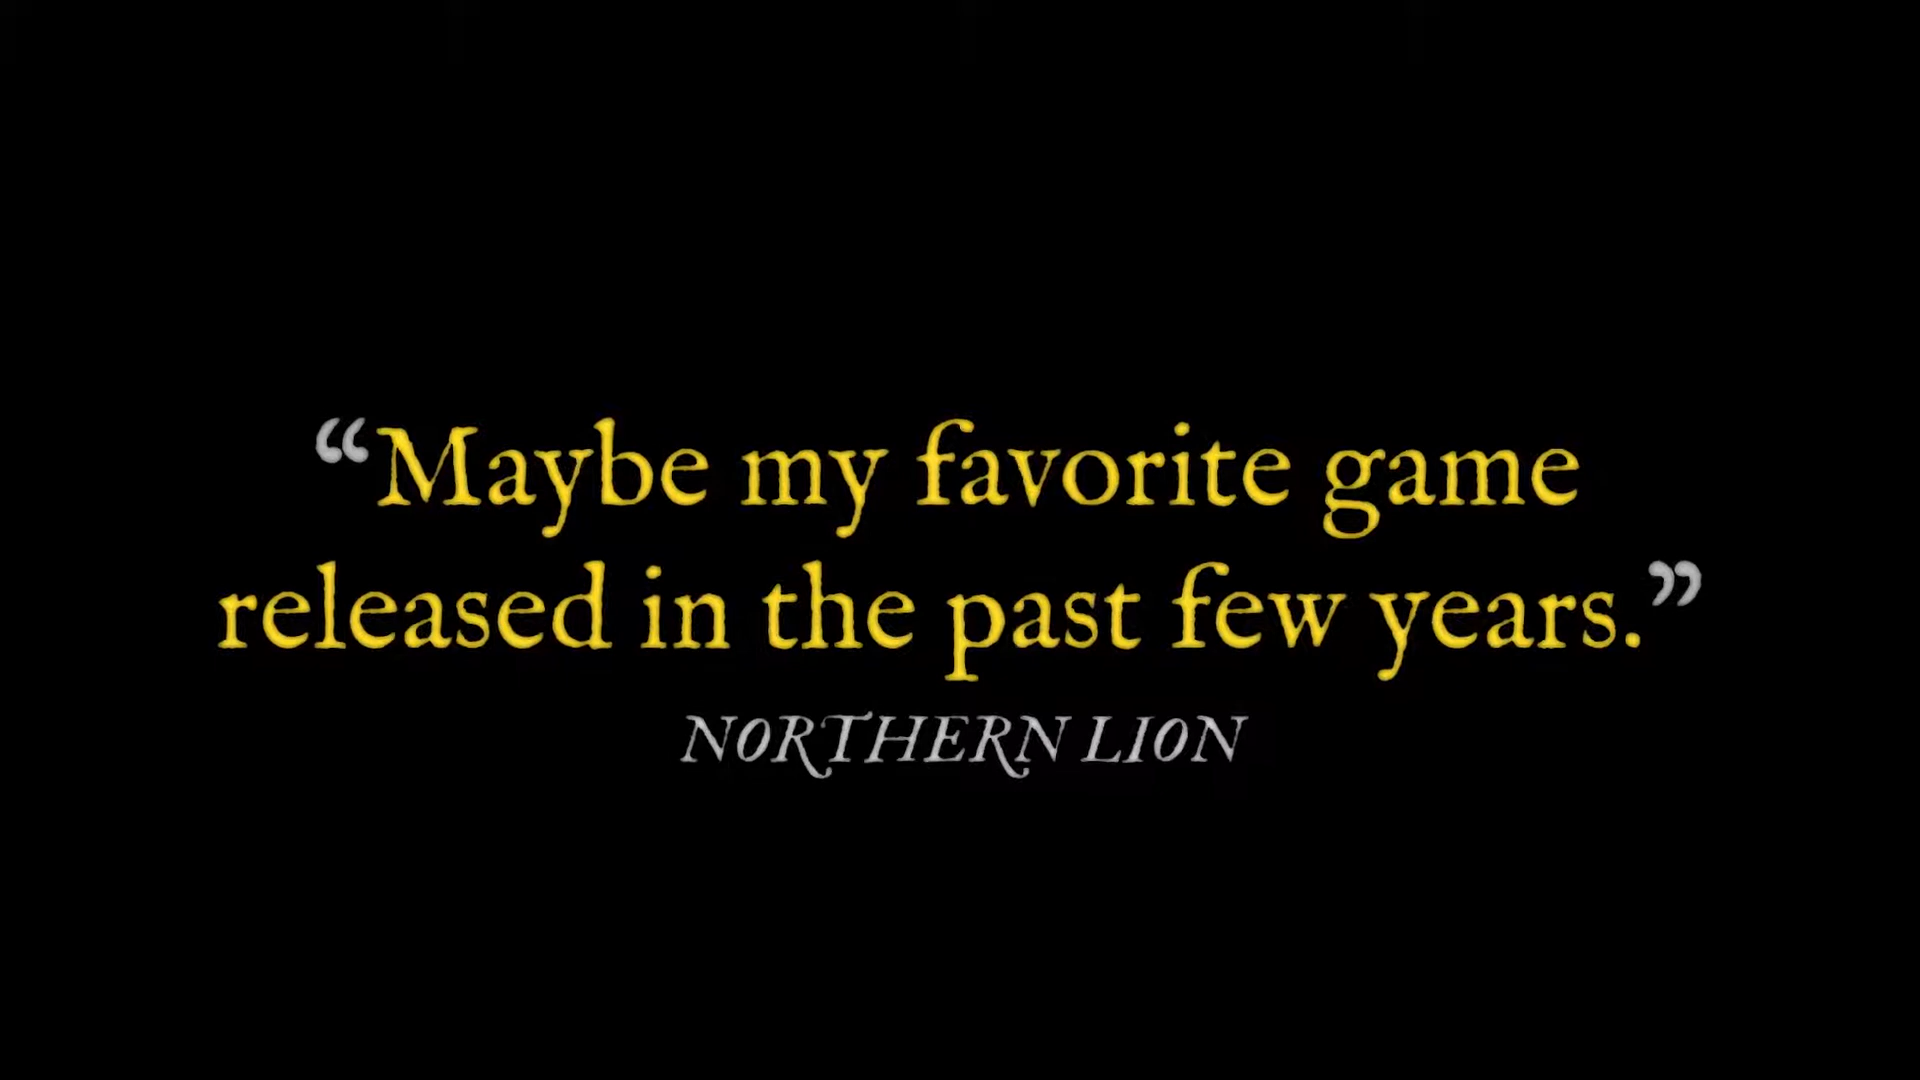 “Maybe my favorite game
released in the past few years.”
NORTHERN LION